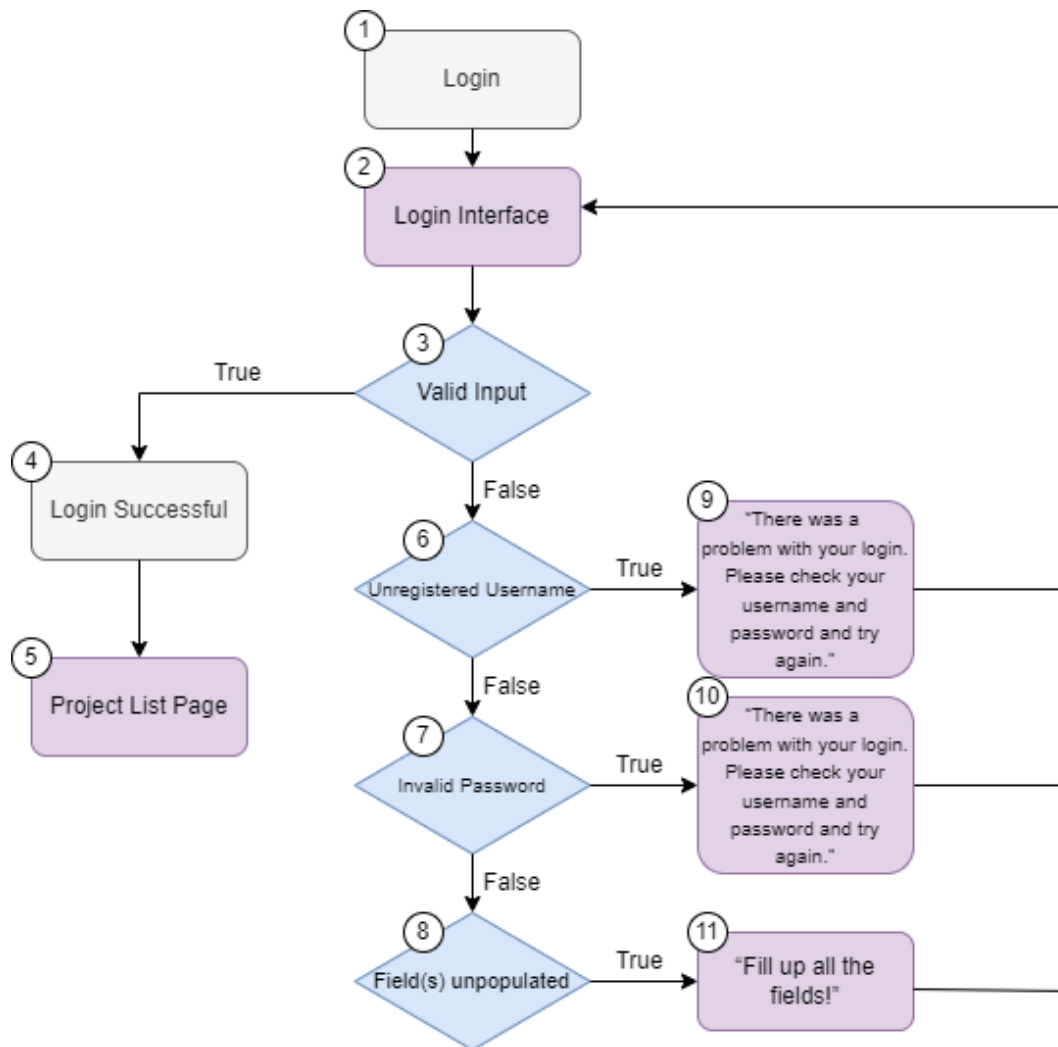 1
Login
2
Login Interface
3
True
Valid Input
4
Login Successful
False
6
Unregistered Username
True
9
“There was a
problem with your login.
Please check your
username and
password and try
again.”
5
Project List Page
False
7
Invalid Password
True
10
“There was a
problem with your login.
Please check your
username and
password and try
again.”
False
8
Field(s) unpopulated
True
11
“Fill up all the
fields!”